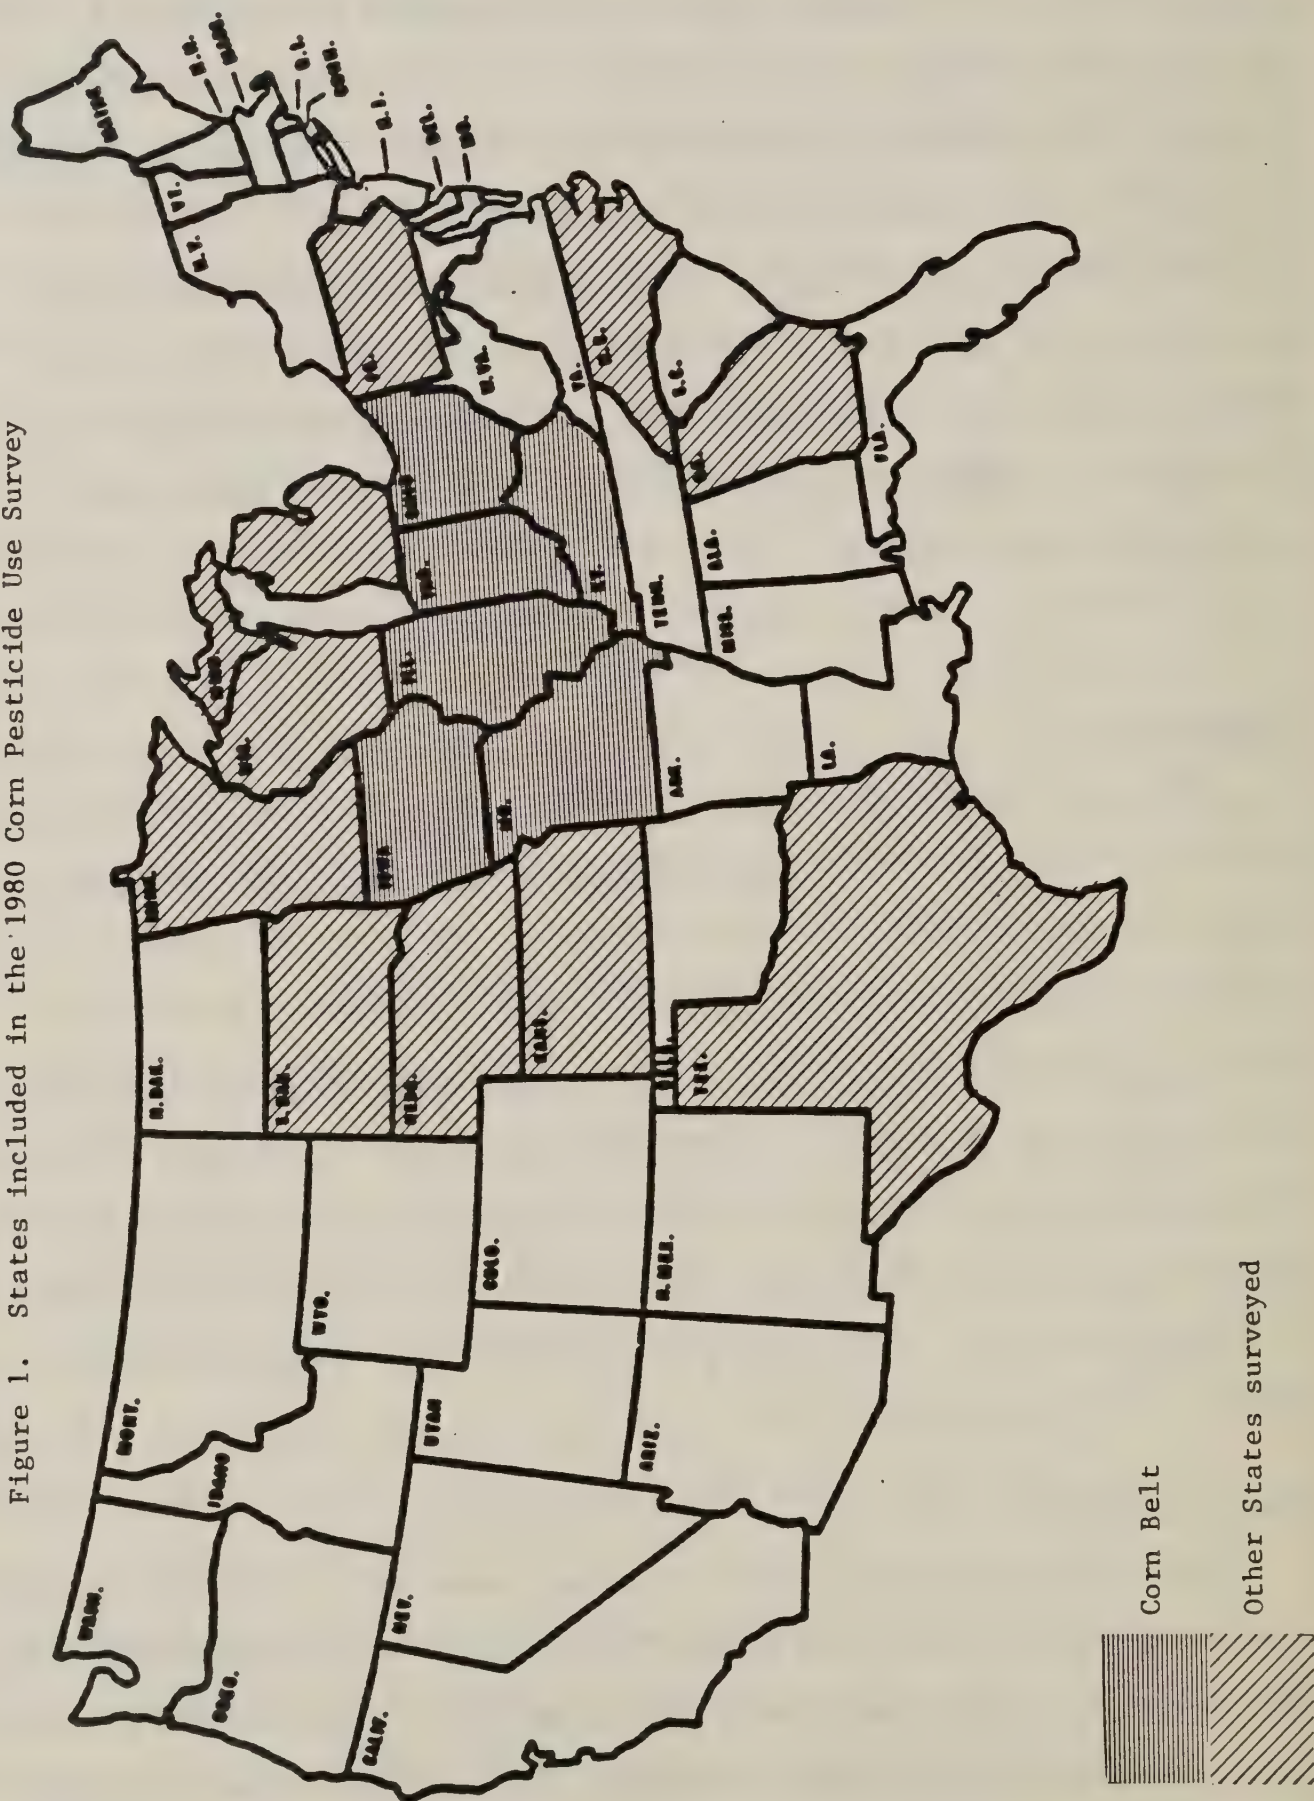 Figure 1. States included in the 1980 Corn Pesticide Use Survey
WASH.
OREG.
CALIF.
NEV.
IDAHO
MONT.
WYO.
UTAH
ARIZ.
COLO.
N. MEX.
N. DAK.
S. DAK.
NEBR.
KANS.
OKLA.
TEX.
MINN.
IOWA
MO.
ARK.
LA.
WIS.
MICH.
ILL.
IND.
OHIO
KY.
TENN.
MISS.
ALA.
GA.
FLA.
S.C.
N.C.
VA.
W. VA.
PA.
N.Y.
VT.
MAINE
N.H.
MASS.
R.I.
CONN.
N.J.
DEL.
MD.
Corn Belt
Other States surveyed